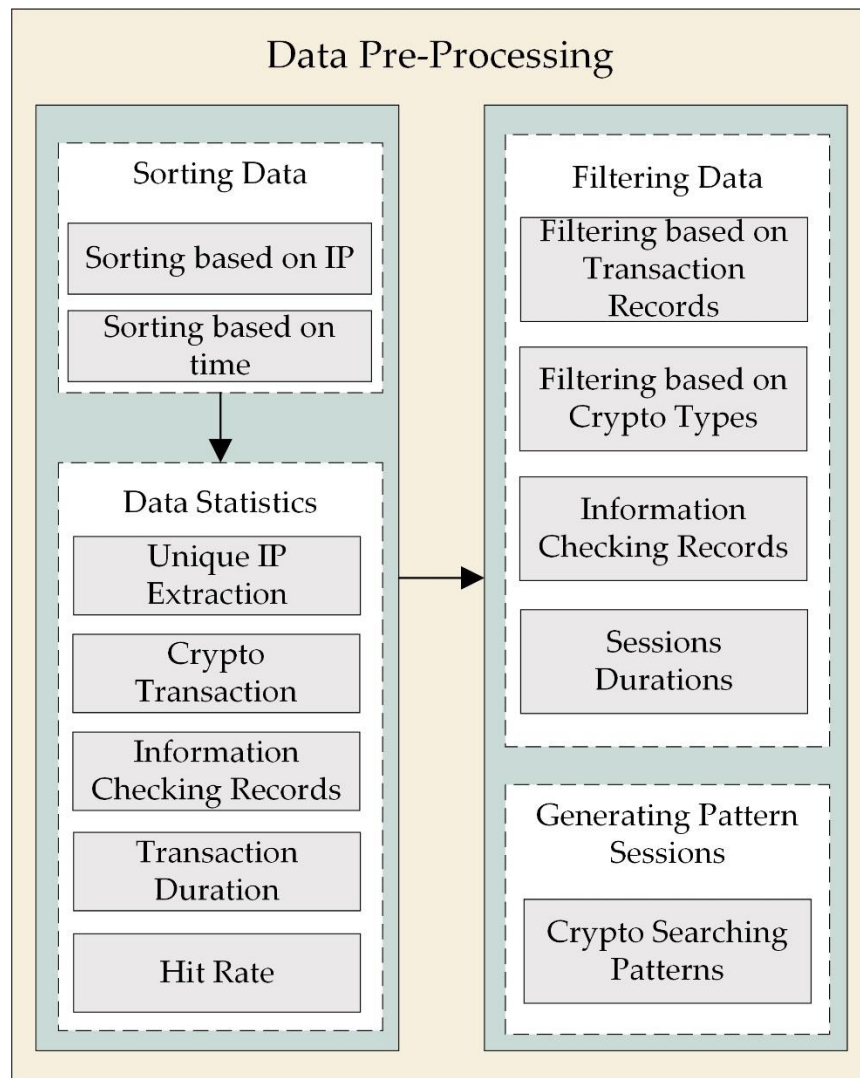 Data Pre-Processing
Sorting Data
Sorting based on IP
Sorting based on
time
Data Statistics
Unique IP
Extraction
Crypto
Transaction
Information
Checking Records
Transaction
Duration
Hit Rate
Filtering Data
Filtering based on
Transaction
Records
Filtering based on
Crypto Types
Information
Checking Records
Sessions
Durations
Generating Pattern
Sessions
Crypto Searching
Patterns